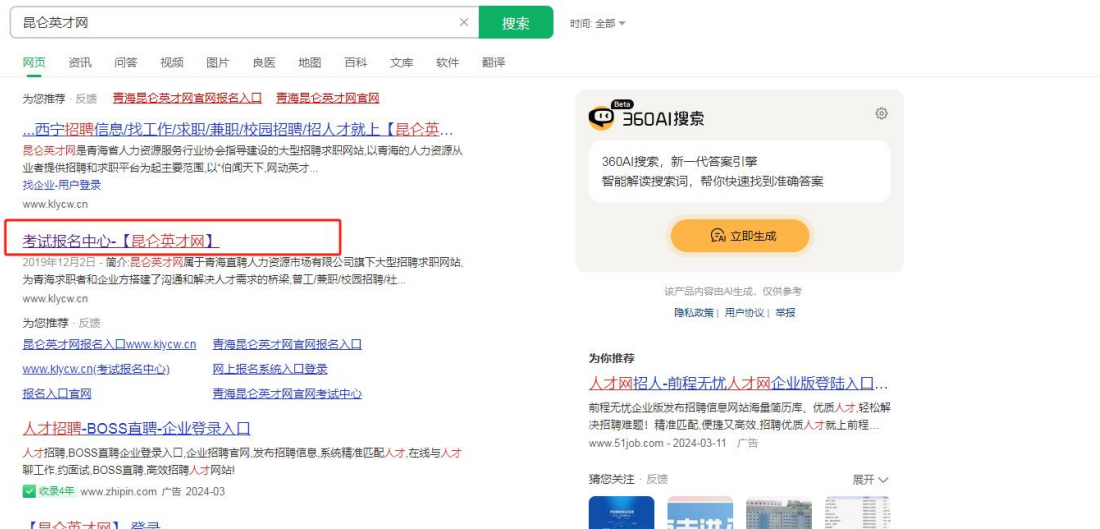 昆仑英才网
×
搜索
时间: 全部
网页 资讯 问答 视频 图片 良医 地图 百科 文库 软件 翻译
为您推荐 · 反馈 青海昆仑英才网官网报名入口 青海昆仑英才网官网
...西宁招聘信息/找工作/求职/兼职/校园招聘/招人才就上【昆仑英...
昆仑英才网是青海省人力资源服务行业协会指导建设的大型招聘求职网站,以青海的人力资源从
业者提供招聘和求职平台为起主要范围,以“伯闻天下,网动英才...
找企业-用户登录
www.klycw.cn
考试报名中心-【昆仑英才网】
2019年12月2日 - 简介:昆仑英才网属于青海直聘人力资源市场有限公司旗下大型招聘求职网站,
为青海求职者和企业方搭建了沟通和解决人才需求的桥梁,普工/兼职/校园招聘/社...
www.klycw.cn
为您推荐 · 反馈
昆仑英才网报名入口www.kiycw.cn 青海昆仑英才网官网报名入口
www.klycw.cn(考试报名中心) 网上报名系统入口登录
报名入口官网 青海昆仑英才网官网考试中心
人才招聘-BOSS直聘-企业登录入口
人才招聘,BOSS直聘企业登录入口,企业招聘官网,发布招聘信息,系统精准匹配人才,在线与人才
聊工作,约面试,BOSS直聘,高效招聘人才网站!
收录4年 www.zhipin.com 广告 2024-03
【昆仑英才网】 登录
Beta
360AI搜索
360AI搜索，新一代答案引擎
智能解读搜索词，帮你快速找到准确答案
AI 立即生成
该产品内容由AI生成，仅供参考
隐私政策 | 用户协议 | 举报
为你推荐
人才网招人-前程无忧人才网企业版登陆入口...
前程无忧企业版发布招聘信息网站海量简历库、优质人才,轻松解
决招聘难题！精准匹配,便捷又高效,招聘优质人才就上前程...
www.51job.com - 2024-03-11 广告
猜您关注 · 反馈
展开